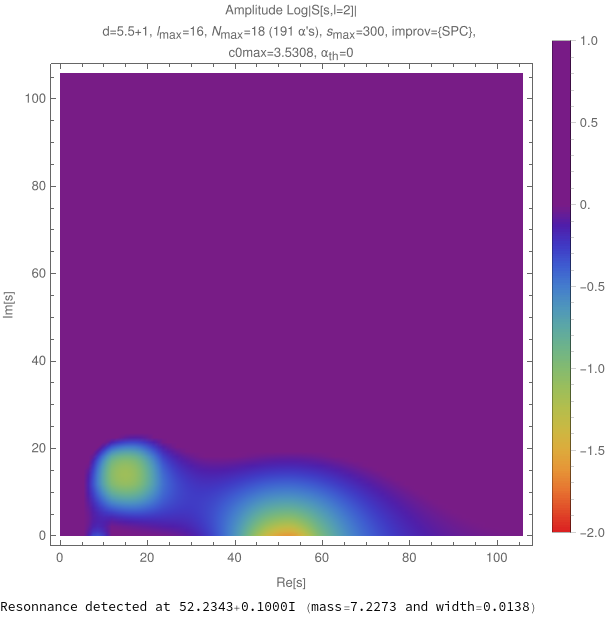 Amplitude Log|S[s,l=2]|
d=5.5+1, lmax=16, Nmax=18 (191 α's), smax=300, improv={SPC},
c0max=3.5308, αth=0
100
80
60
40
20
0
Im[s]
0 20 40 60 80 100
Re[s]
1.0
0.5
0.
−0.5
−1.0
−1.5
−2.0
Resonnance detected at 52.2343+0.1000I (mass=7.2273 and width=0.0138)